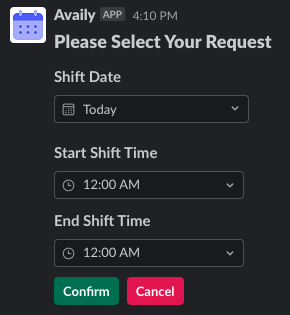 Availy APP 4:10 PM
Please Select Your Request
Shift Date
Today
Start Shift Time
12:00 AM
End Shift Time
12:00 AM
Confirm Cancel